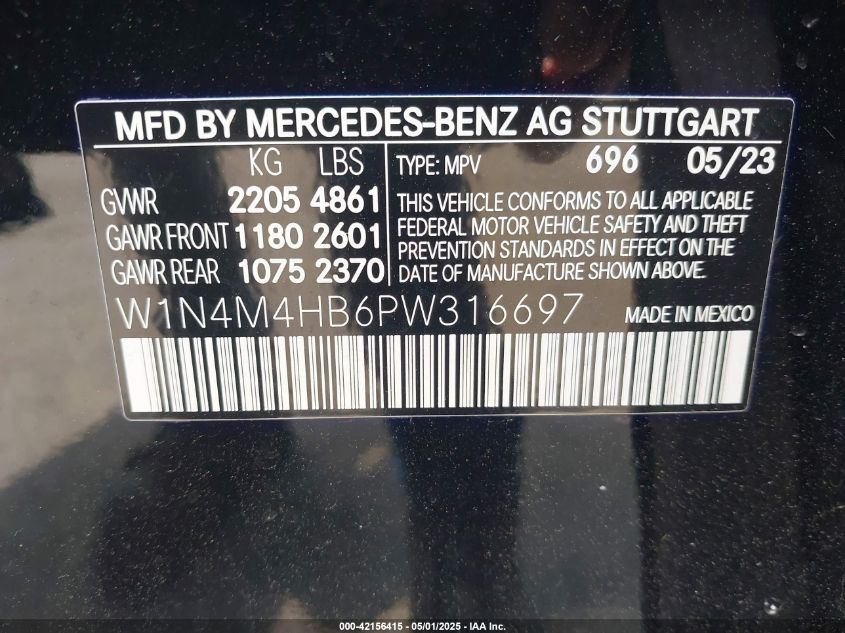 MFD BY MERCEDES-BENZ AG STUTTGART
KG LBS
GVWR 2205 4861
GAWR FRONT 1180 2601
GAWR REAR 1075 2370
TYPE: MPV 696 05/23
THIS VEHICLE CONFORMS TO ALL APPLICABLE
FEDERAL MOTOR VEHICLE SAFETY AND THEFT
PREVENTION STANDARDS IN EFFECT ON THE
DATE OF MANUFACTURE SHOWN ABOVE.
W1N4M4HB6PW316697 MADE IN MEXICO
000-42156415 - 05/01/2025 - IAA Inc.